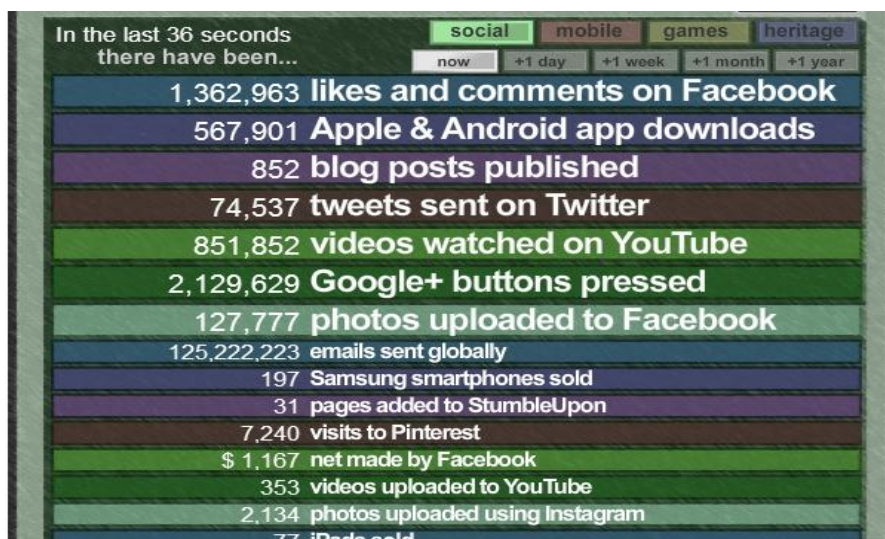 In the last 36 seconds
there have been...
social mobile games heritage
now +1 day +1 week +1 month +1 year
1,362,963 likes and comments on Facebook
567,901 Apple & Android app downloads
852 blog posts published
74,537 tweets sent on Twitter
851,852 videos watched on YouTube
2,129,629 Google+ buttons pressed
127,777 photos uploaded to Facebook
125,222,223 emails sent globally
197 Samsung smartphones sold
31 pages added to StumbleUpon
7,240 visits to Pinterest
$ 1,167 net made by Facebook
353 videos uploaded to YouTube
2,134 photos uploaded using Instagram
77 iPads sold